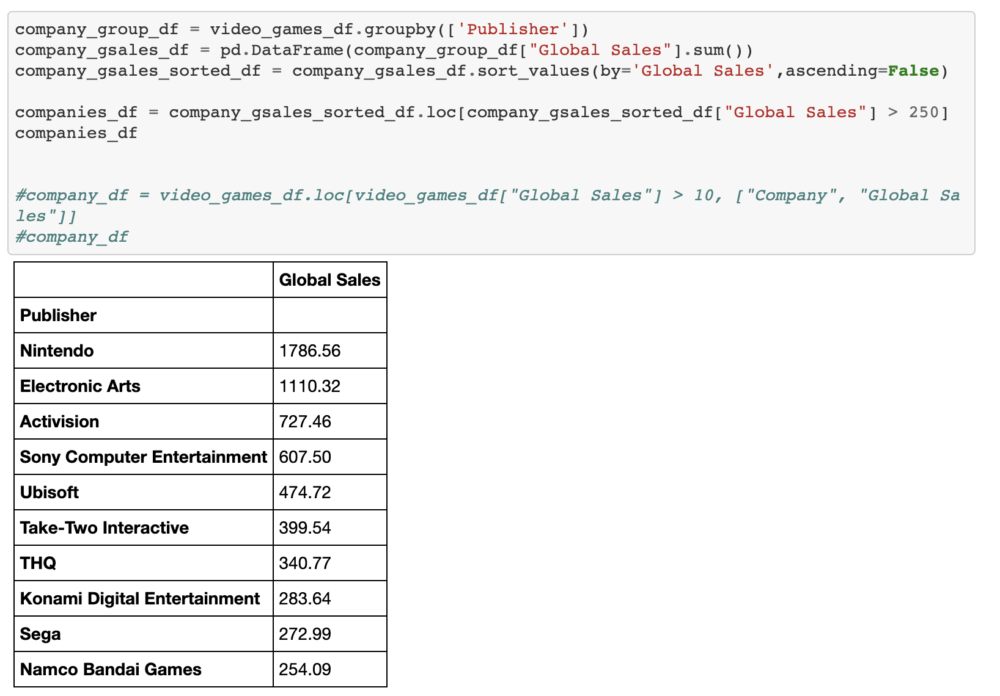 company_group_df = video_games_df.groupby(['Publisher'])
company_gsales_df = pd.DataFrame(company_group_df["Global Sales"].sum())
company_gsales_sorted_df = company_gsales_df.sort_values(by='Global Sales',ascending=False)
companies_df = company_gsales_sorted_df.loc[company_gsales_sorted_df["Global Sales"] > 250]
companies_df
#company_df = video_games_df.loc[video_games_df["Global Sales"] > 10, ["Company", "Global Sa
les"]]
#company_df
Global Sales
Publisher
Nintendo 1786.56
Electronic Arts 1110.32
Activision 727.46
Sony Computer Entertainment 607.50
Ubisoft 474.72
Take-Two Interactive 399.54
THQ 340.77
Konami Digital Entertainment 283.64
Sega 272.99
Namco Bandai Games 254.09